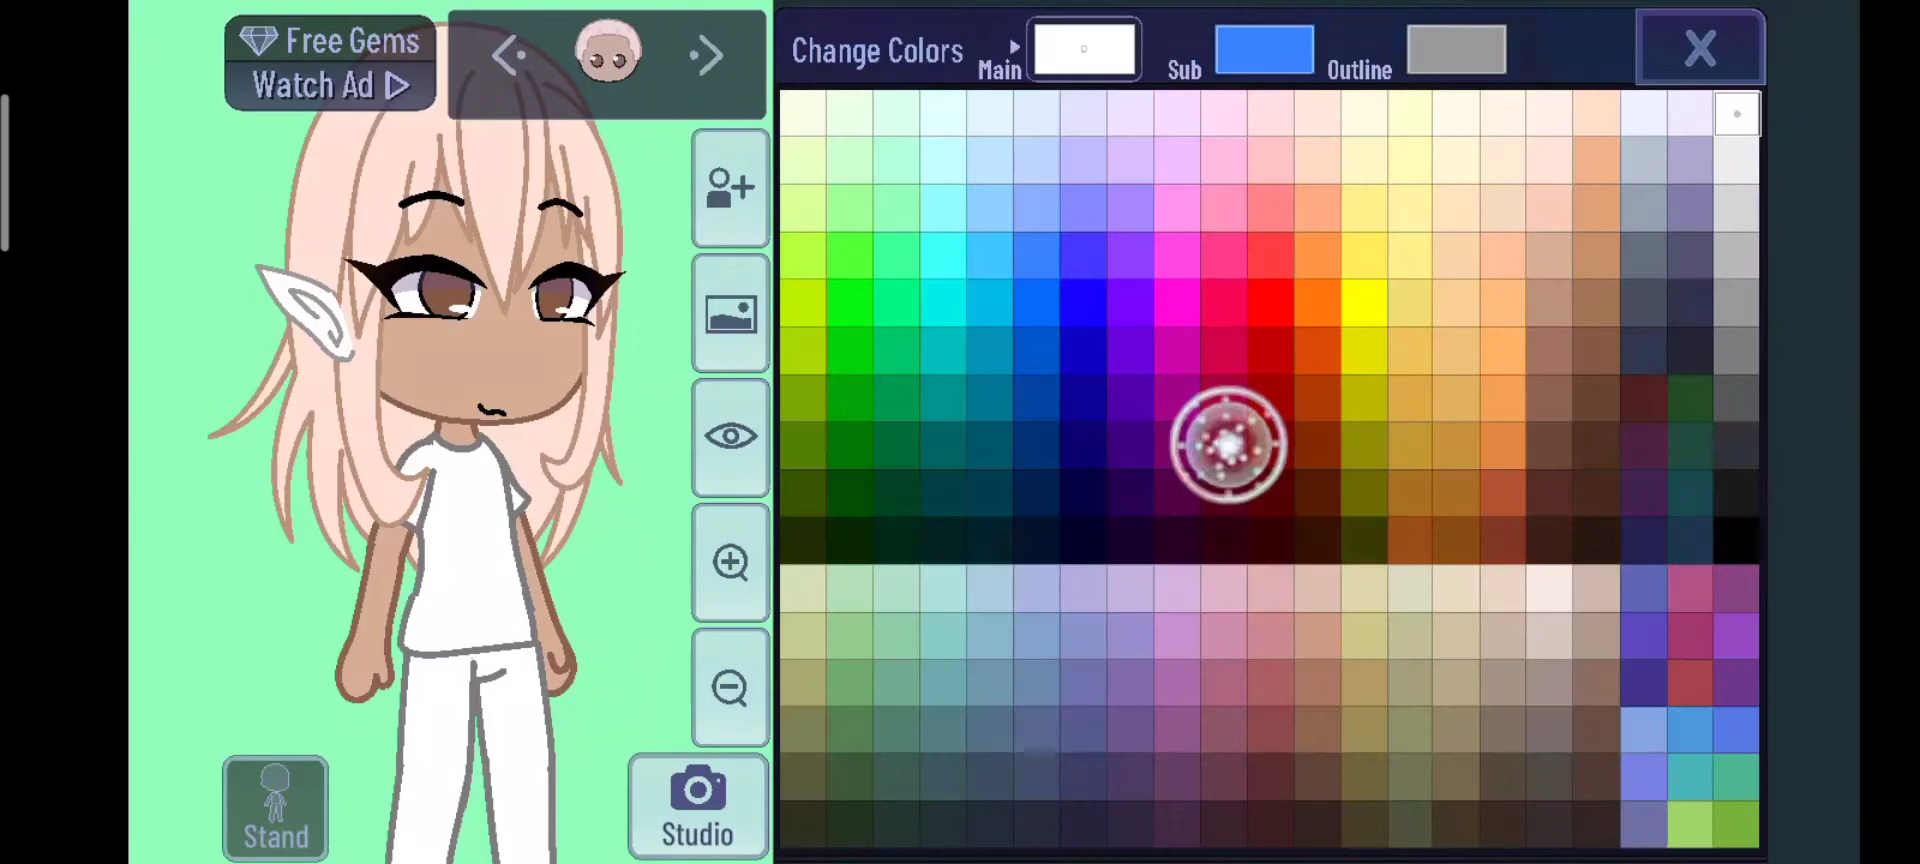 Free Gems
Watch Ad
Change Colors
Main
Sub
Outline
X
Stand
Studio